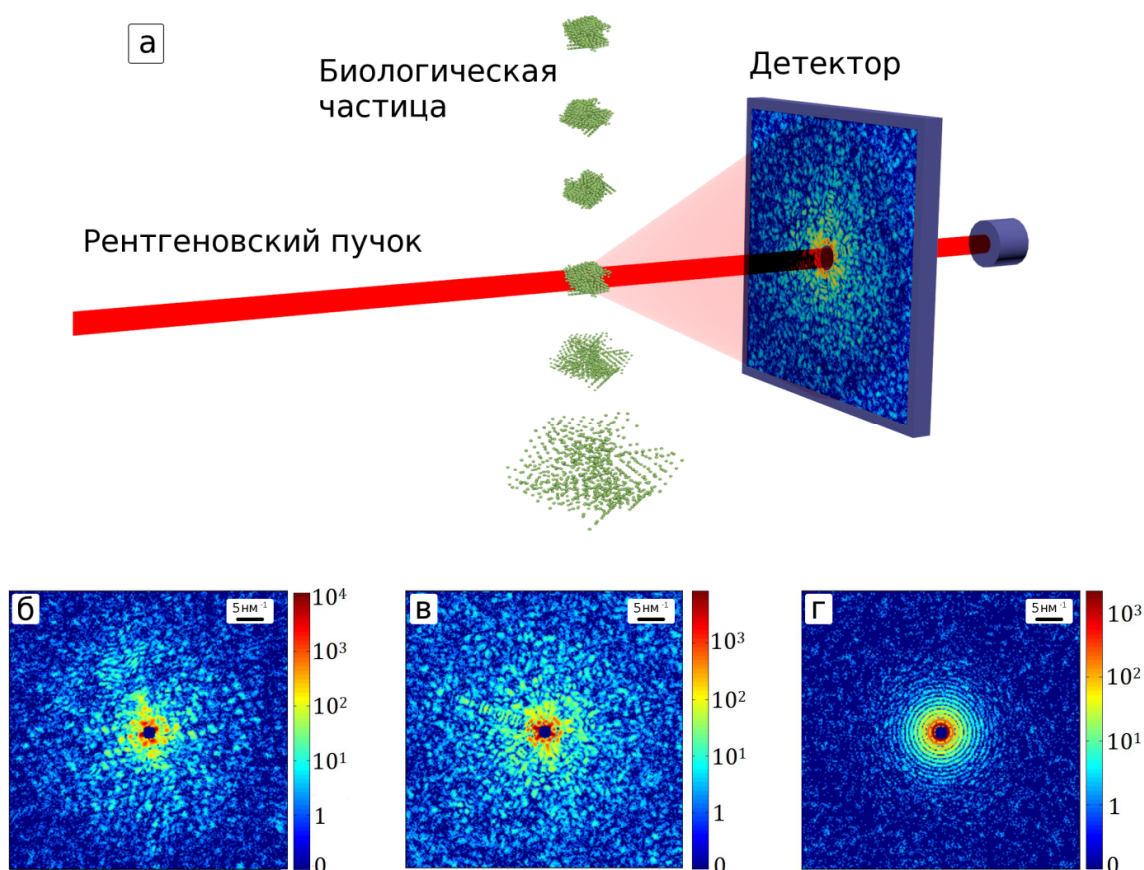 а
Биологическая
частица
Детектор
Рентгеновский пучок
б
5нм⁻¹
10⁴
10³
10²
10¹
1
0
в
5нм⁻¹
10³
10²
10¹
1
0
г
5нм⁻¹
10³
10²
10¹
1
0